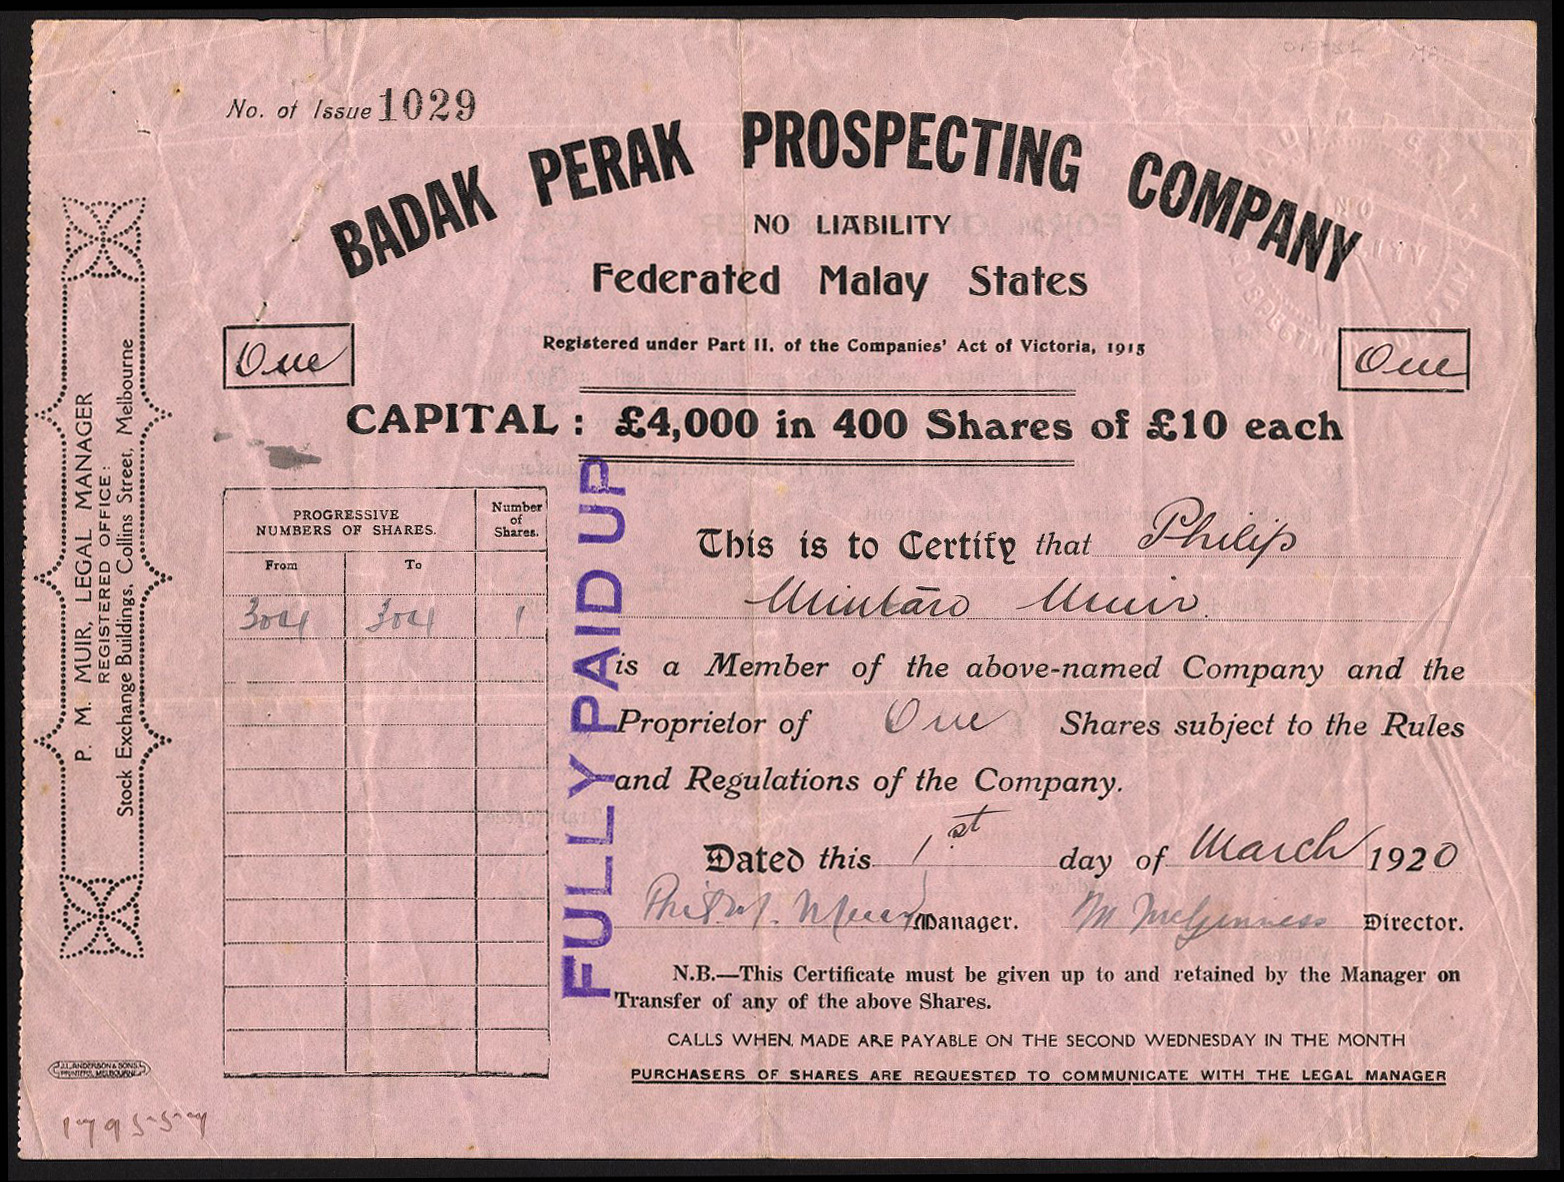 No. of Issue 1029
BADAK PERAK PROSPECTING COMPANY
NO LIABILITY
Federated Malay States
Registered under Part II. of the Companies' Act of Victoria, 1915
One
One
CAPITAL: £4,000 in 400 Shares of £10 each
P. M. MUIR, LEGAL MANAGER
REGISTERED OFFICE:
Stock Exchange Buildings, Collins Street, Melbourne
PROGRESSIVE
NUMBERS OF SHARES.
Number
of
Shares.
From To
304 304 1
FULLY PAID UP
This is to Certify that Philip
Mintaro Muir
is a Member of the above-named Company and the
Proprietor of One Shares subject to the Rules
and Regulations of the Company.
Dated this 1st day of March 1920
Phil M. Muir Manager. M McGinness Director.
N.B.—This Certificate must be given up to and retained by the Manager on
Transfer of any of the above Shares.
CALLS WHEN MADE ARE PAYABLE ON THE SECOND WEDNESDAY IN THE MONTH
PURCHASERS OF SHARES ARE REQUESTED TO COMMUNICATE WITH THE LEGAL MANAGER
J.L. ANDERSON & SONS,
PRINTERS, MELBOURNE